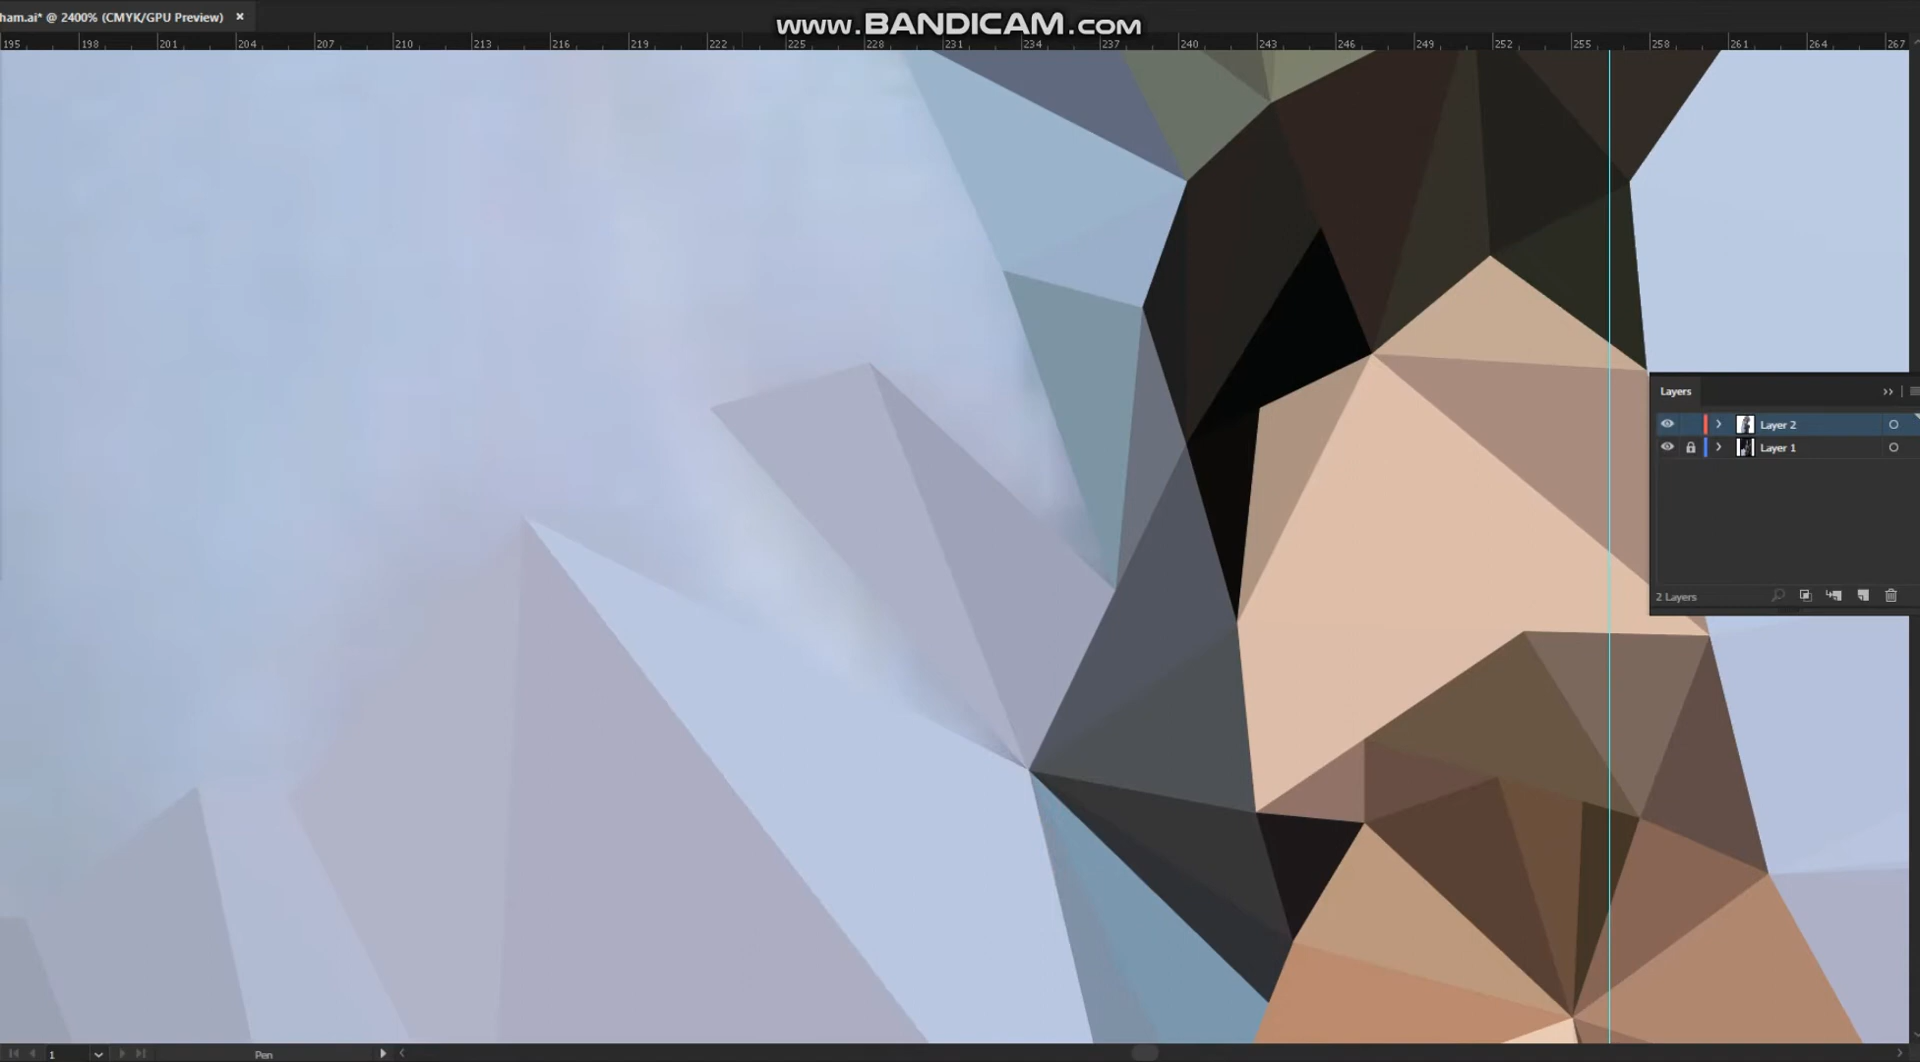 ham.ai* @ 2400% (CMYK/GPU Preview) ×
www.BANDICAM.com
195 198 201 204 207 210 213 216 219 222 225 228 231 234 237 240 243 246 249 252 255 258 261 264 267
Layers
Layer 2
Layer 1
2 Layers
1
Pen